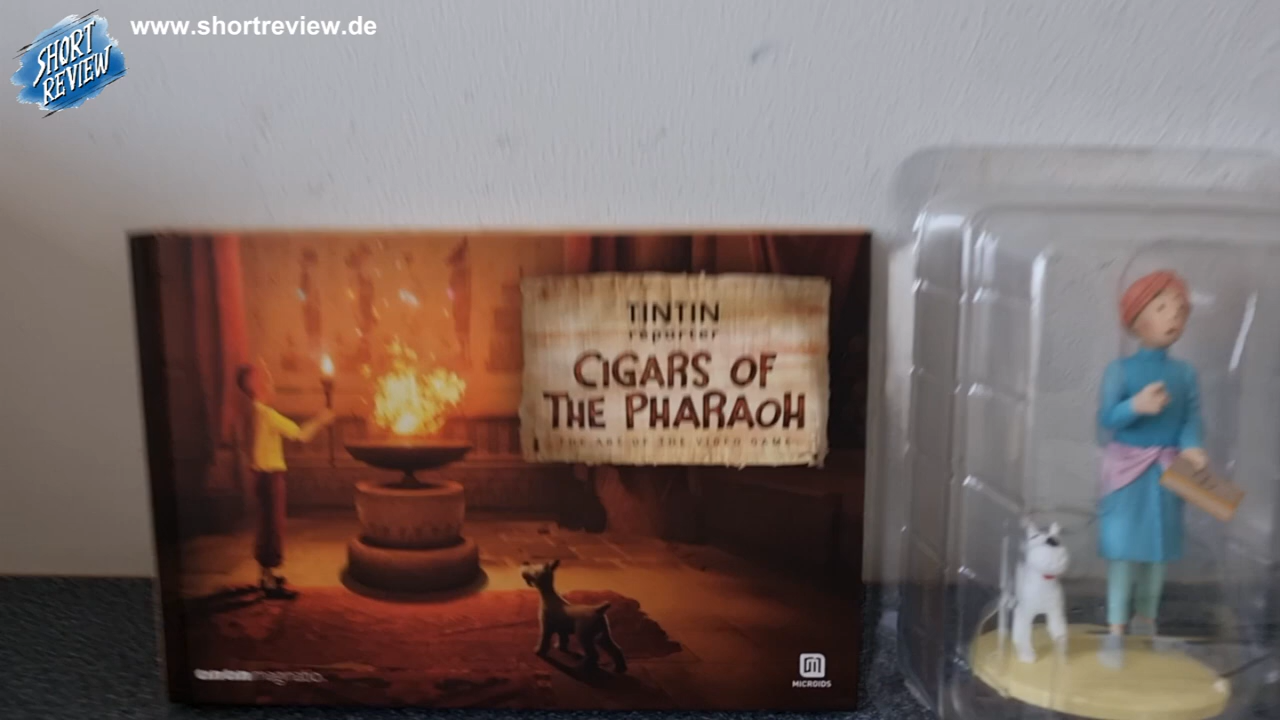 SHORT
REVIEW
www.shortreview.de
TINTIN
reporter
CIGARS OF
THE PHARAOH
THE ART OF THE VIDEO GAME
MICROIDS